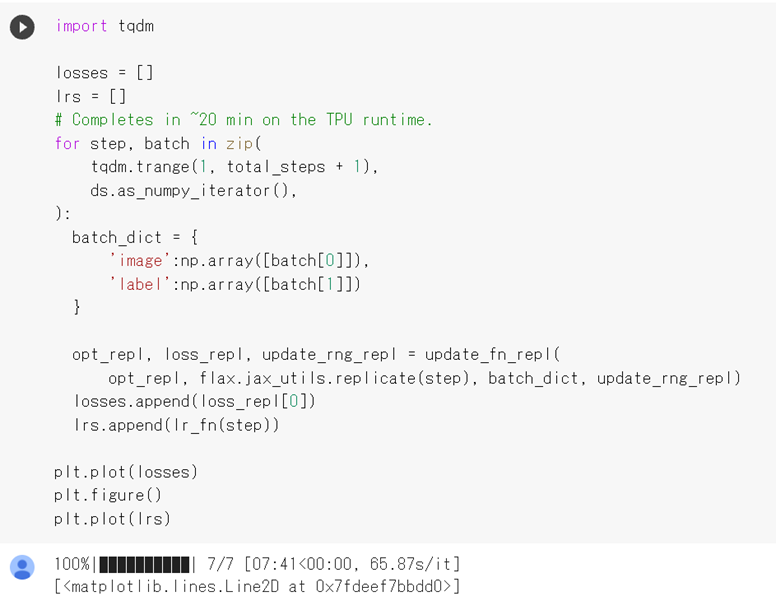 import tqdm

losses = []
lrs = []
# Completes in ~20 min on the TPU runtime.
for step, batch in zip(
    tqdm.trange(1, total_steps + 1),
    ds.as_numpy_iterator(),
):
  batch_dict = {
      'image':np.array([batch[0]]),
      'label':np.array([batch[1]])
  }

  opt_repl, loss_repl, update_rng_repl = update_fn_repl(
      opt_repl, flax.jax_utils.replicate(step), batch_dict, update_rng_repl)
  losses.append(loss_repl[0])
  lrs.append(lr_fn(step))

plt.plot(losses)
plt.figure()
plt.plot(lrs)
100%|██████████| 7/7 [07:41<00:00, 65.87s/it]
[<matplotlib.lines.Line2D at 0x7fdeef7bbdd0>]